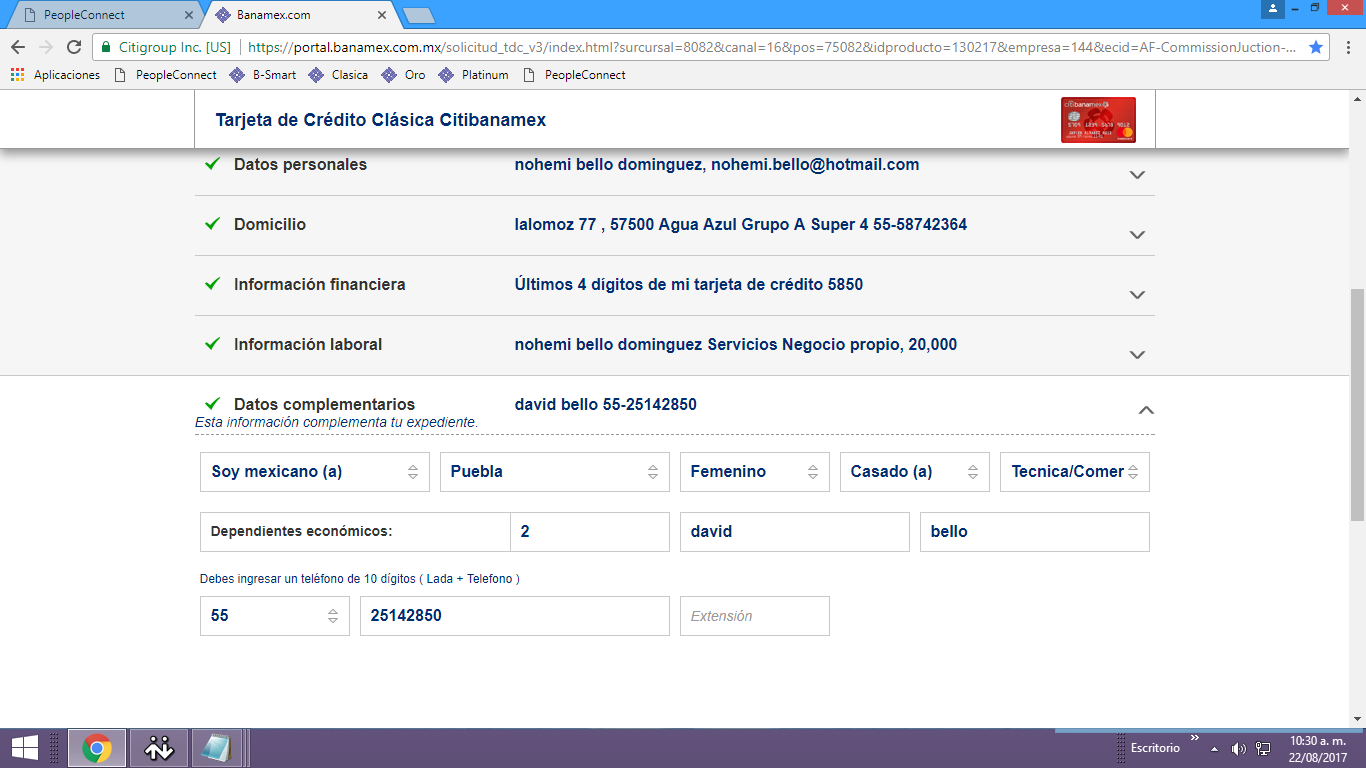 PeopleConnect
Banamex.com
Citigroup Inc. [US]
https://portal.banamex.com.mx/solicitud_tdc_v3/index.html?surcursal=8082&canal=16&pos=75082&idproducto=130217&empresa=144&ecid=AF-CommissionJuction-...
Aplicaciones PeopleConnect B-Smart Clasica Oro Platinum PeopleConnect
Tarjeta de Crédito Clásica Citibanamex
citibanamex
Datos personales nohemi bello dominguez, nohemi.bello@hotmail.com
Domicilio lalomoz 77 , 57500 Agua Azul Grupo A Super 4 55-58742364
Información financiera Últimos 4 dígitos de mi tarjeta de crédito 5850
Información laboral nohemi bello dominguez Servicios Negocio propio, 20,000
Datos complementarios david bello 55-25142850
Esta información complementa tu expediente.
Soy mexicano (a) Puebla Femenino Casado (a) Tecnica/Comer
Dependientes económicos: 2 david bello
Debes ingresar un teléfono de 10 dígitos ( Lada + Telefono )
55 25142850 Extensión
Escritorio
10:30 a. m.
22/08/2017